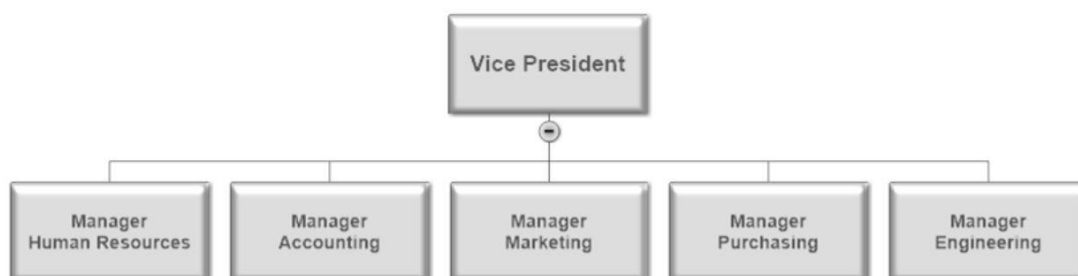 Vice President
Manager
Human Resources
Manager
Accounting
Manager
Marketing
Manager
Purchasing
Manager
Engineering